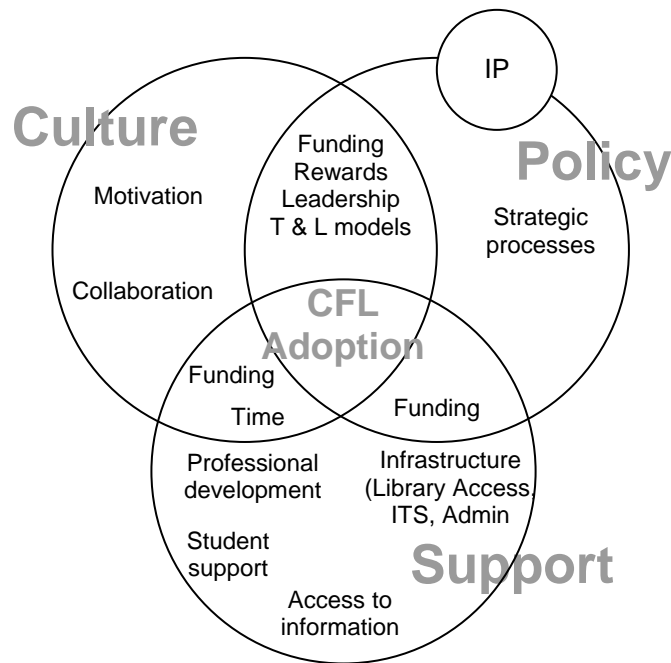 IP
Culture
Policy
Funding
Rewards
Leadership
T & L models
Motivation
Strategic
processes
Collaboration
CFL
Adoption
Funding
Time
Funding
Professional
development
Infrastructure
(Library Access,
ITS, Admin
Student
support
Support
Access to
information